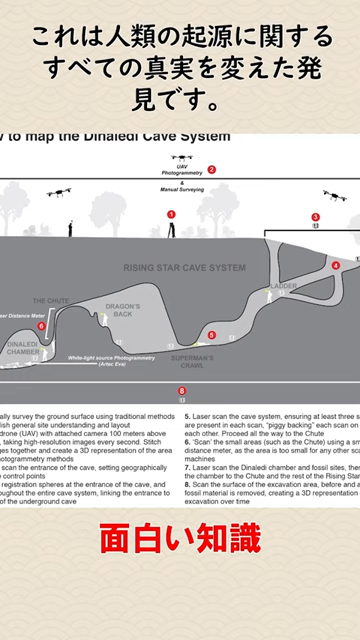 これは人類の起源に関する
すべての真実を変えた発
見です。
to map the Dinaledi Cave System
UAV
Photogrammetry
2
&
Manual Surveying
1
3
RISING STAR CAVE SYSTEM
4
LADDER
THE CHUTE
DRAGON'S
BACK
Laser Distance Meter
6
5
DINALEDI
CHAMBER
White-light source Photogrammetry
(Artec Eva)
SUPERMAN'S
CRAWL
8
ally survey the ground surface using traditional methods
lish general site understanding and layout
drone (UAV) with attached camera 100 meters above
, taking high-resolution images every second. Stitch
ges together and create a 3D representation of the area
otogrammetry methods
scan the entrance of the cave, setting geographically
control points
registration spheres at the entrance of the cave, and
oughout the entire cave system, linking the entrance to
of the underground cave
5. Laser scan the cave system, ensuring at least three s
are present in each scan, "piggy backing" each scan on
each other. Proceed all the way to the Chute
6. 'Scan' the small areas (such as the Chute) using a sm
distance meter, as the area is too small for any other sca
machines
7. Laser scan the Dinaledi chamber and fossil sites, the
the chamber to the Chute and the rest of the Rising Star
8. Scan the surface of the excavation area, before and a
fossil material is removed, creating a 3D representation
excavation over time
面白い知識